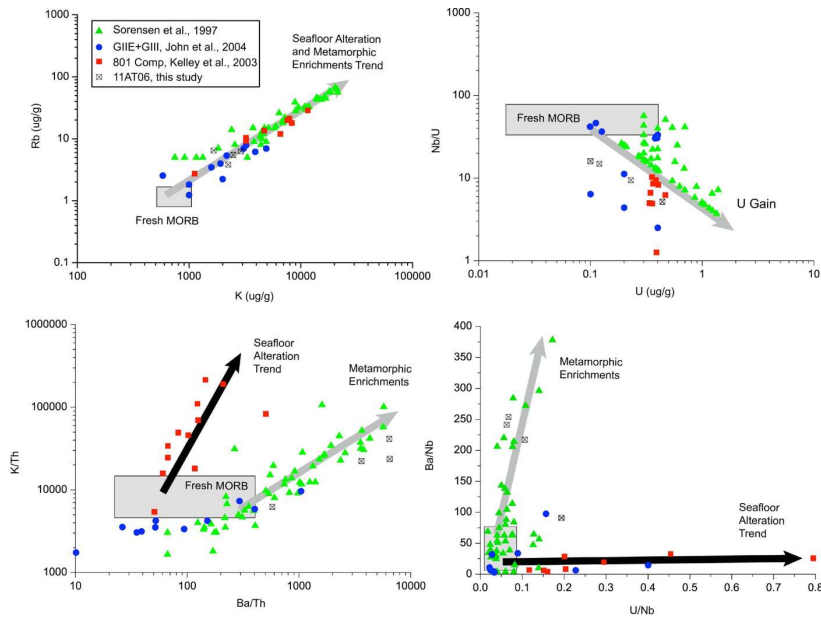 Sorensen et al., 1997
GIIE+GIII, John et al., 2004
801 Comp, Kelley et al., 2003
11AT06, this study
Seafloor Alteration
and Metamorphic
Enrichments Trend
Fresh MORB
Rb (ug/g)
1000
100
10
1
0.1
100
1000
10000
100000
K (ug/g)
Nb/U
1000
100
10
1
0.01
0.1
1
10
U (ug/g)
U Gain
Fresh MORB
K/Th
1000000
100000
10000
1000
10
100
1000
10000
Ba/Th
Seafloor
Alteration
Trend
Metamorphic
Enrichments
Fresh MORB
Ba/Nb
400
350
300
250
200
150
100
50
0
0.0
0.1
0.2
0.3
0.4
0.5
0.6
0.7
0.8
U/Nb
Metamorphic
Enrichments
Seafloor
Alteration
Trend